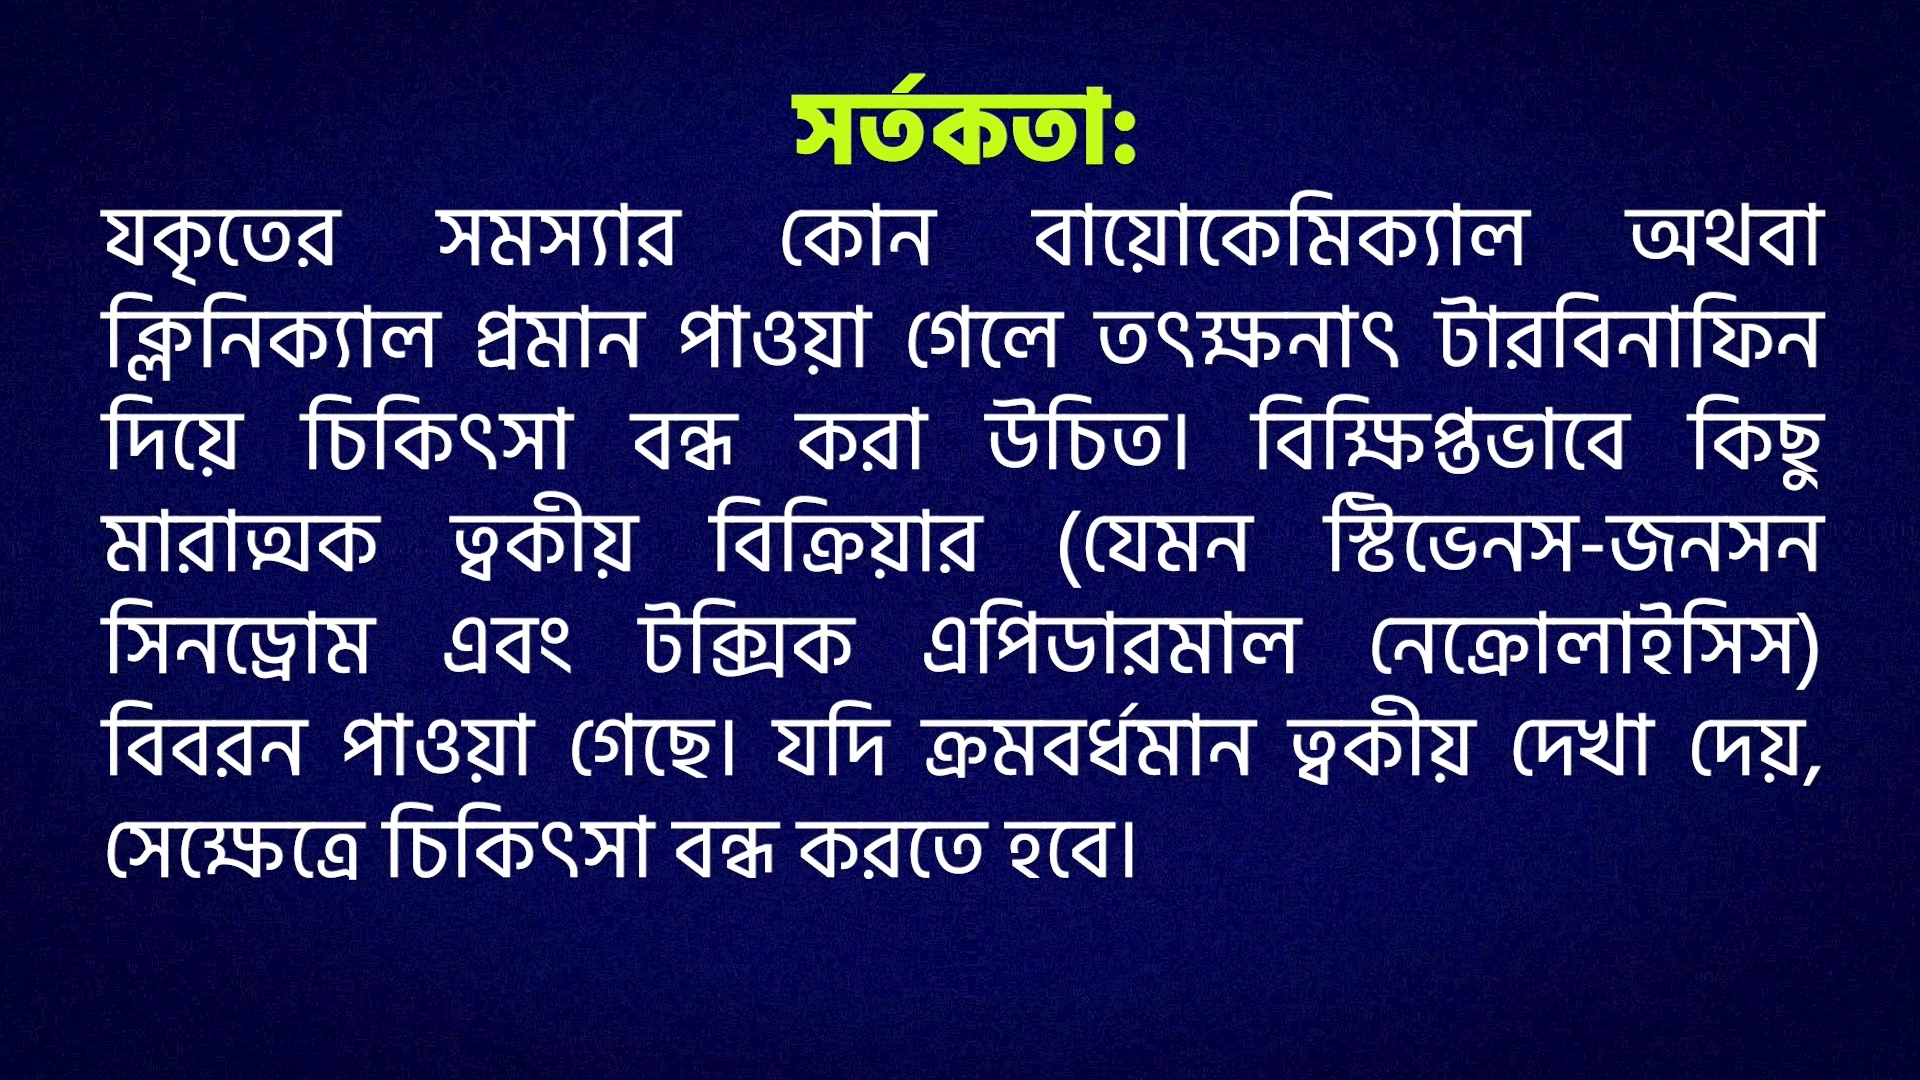 সর্তকতা:
যকৃতের সমস্যার কোন বায়োকেমিক্যাল অথবা
ক্লিনিক্যাল প্রমান পাওয়া গেলে তৎক্ষনাৎ টারবিনাফিন
দিয়ে চিকিৎসা বন্ধ করা উচিত। বিক্ষিপ্তভাবে কিছু
মারাত্মক ত্বকীয় বিক্রিয়ার (যেমন স্টিভেনস-জনসন
সিনড্রোম এবং টক্সিক এপিডারমাল নেক্রোলাইসিস)
বিবরন পাওয়া গেছে। যদি ক্রমবর্ধমান ত্বকীয় দেখা দেয়,
সেক্ষেত্রে চিকিৎসা বন্ধ করতে হবে।